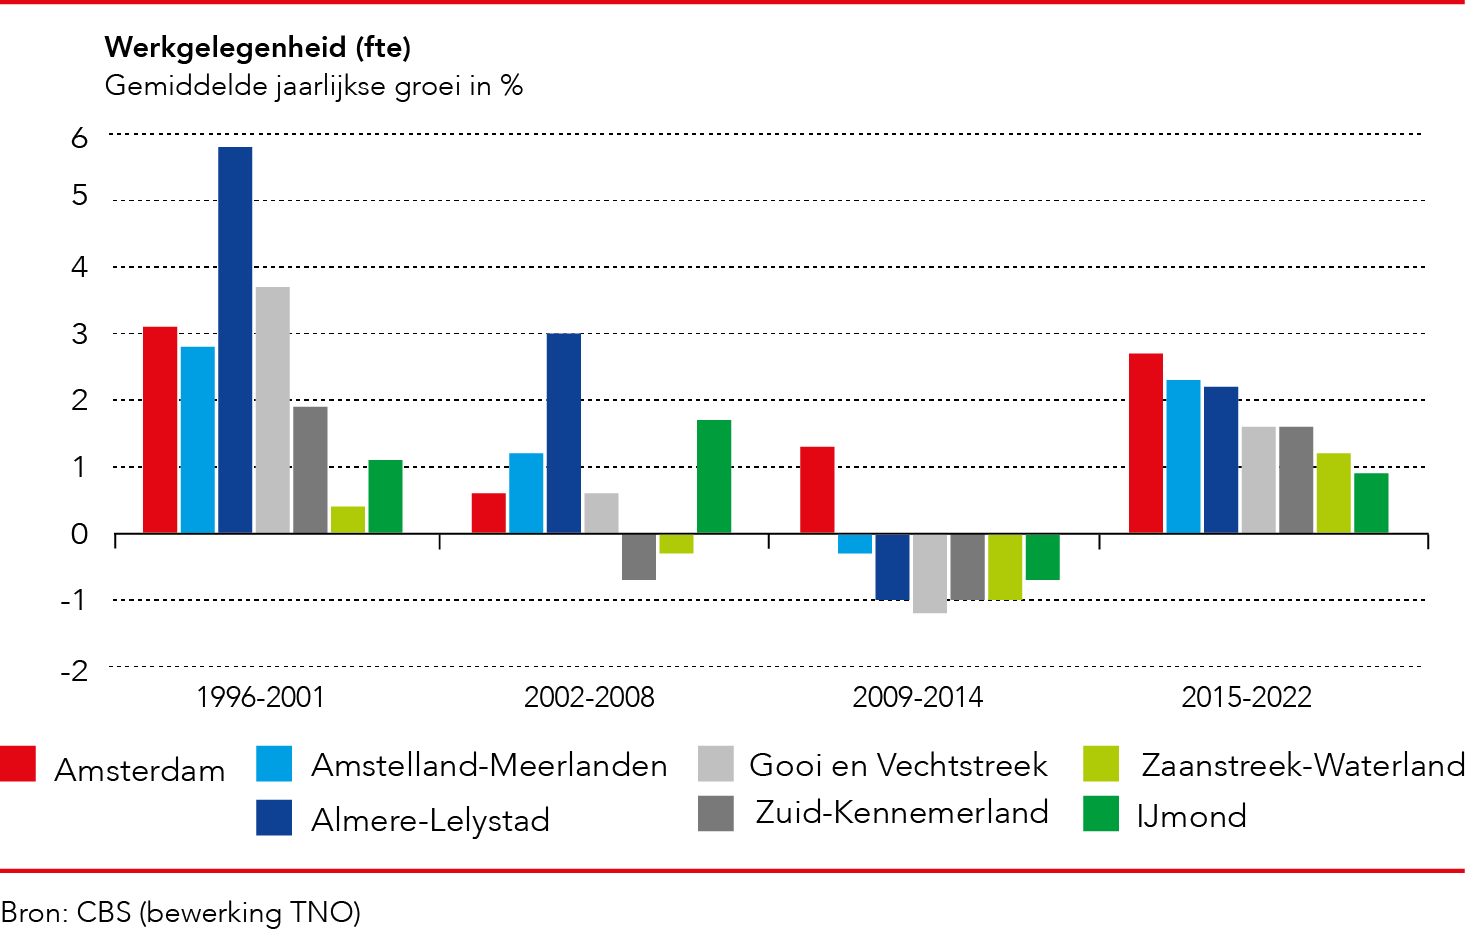 Werkgelegenheid (fte)
Gemiddelde jaarlijkse groei in %
6
5
4
3
2
1
0
-1
-2
1996-2001 2002-2008 2009-2014 2015-2022
Amsterdam Amstelland-Meerlanden Gooi en Vechtstreek Zaanstreek-Waterland
Almere-Lelystad Zuid-Kennemerland IJmond
Bron: CBS (bewerking TNO)